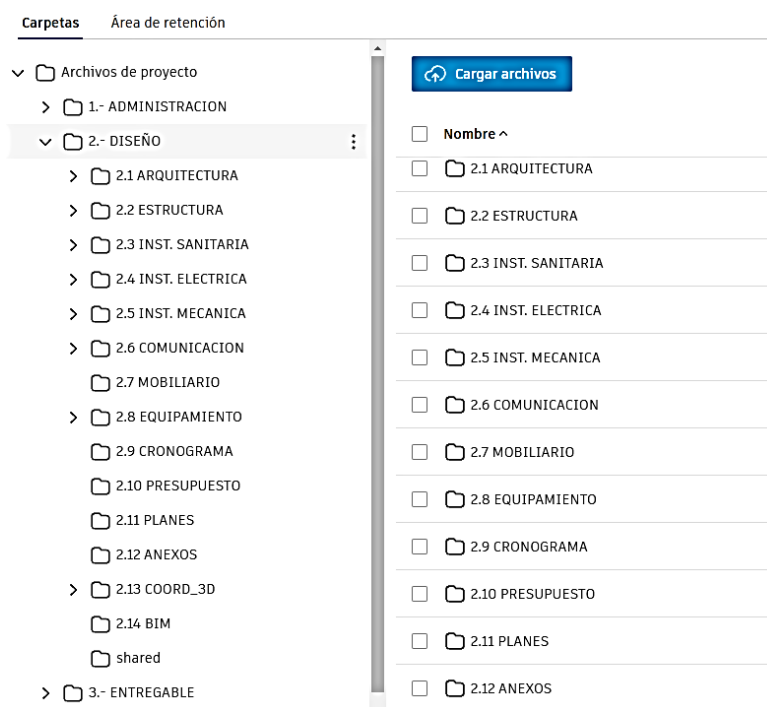 Carpetas Área de retención
Archivos de proyecto
1.- ADMINISTRACION
2.- DISEÑO
2.1 ARQUITECTURA
2.2 ESTRUCTURA
2.3 INST. SANITARIA
2.4 INST. ELECTRICA
2.5 INST. MECANICA
2.6 COMUNICACION
2.7 MOBILIARIO
2.8 EQUIPAMIENTO
2.9 CRONOGRAMA
2.10 PRESUPUESTO
2.11 PLANES
2.12 ANEXOS
2.13 COORD_3D
2.14 BIM
shared
3.- ENTREGABLE
Cargar archivos
Nombre
2.1 ARQUITECTURA
2.2 ESTRUCTURA
2.3 INST. SANITARIA
2.4 INST. ELECTRICA
2.5 INST. MECANICA
2.6 COMUNICACION
2.7 MOBILIARIO
2.8 EQUIPAMIENTO
2.9 CRONOGRAMA
2.10 PRESUPUESTO
2.11 PLANES
2.12 ANEXOS